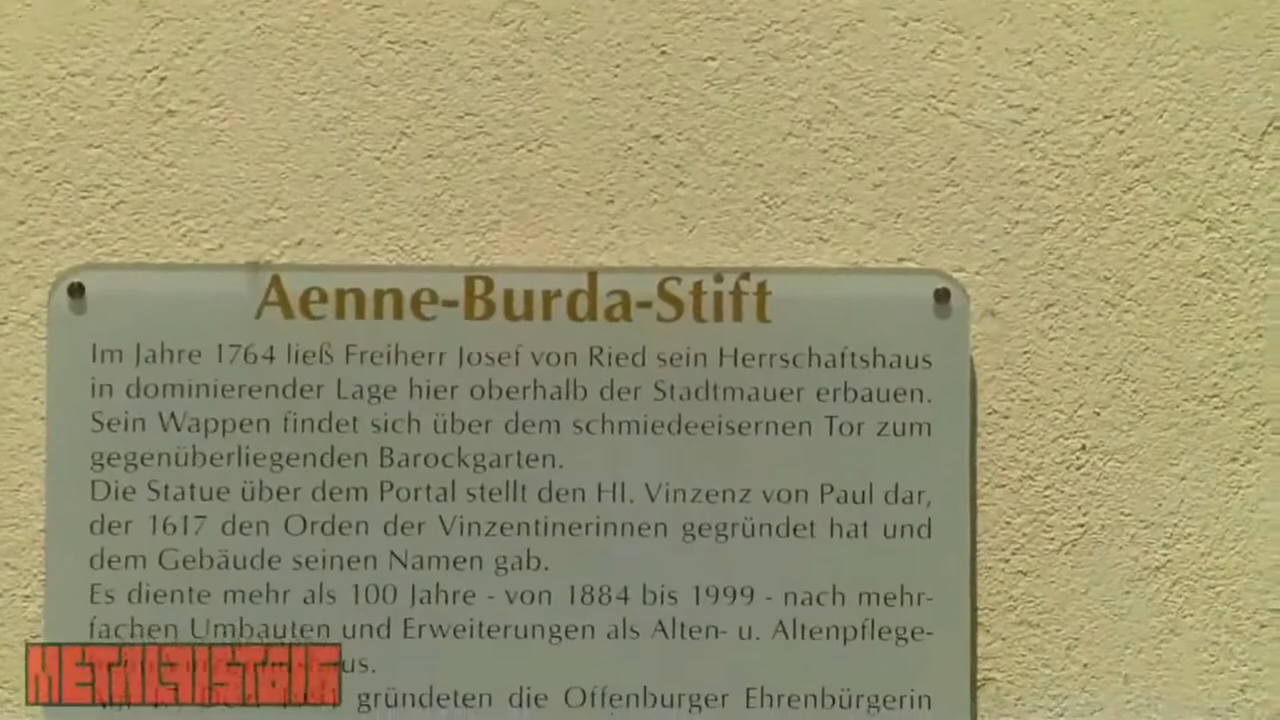 Aenne-Burda-Stift
Im Jahre 1764 ließ Freiherr Josef von Ried sein Herrschaftshaus
in dominierender Lage hier oberhalb der Stadtmauer erbauen.
Sein Wappen findet sich über dem schmiedeeisernen Tor zum
gegenüberliegenden Barockgarten.
Die Statue über dem Portal stellt den Hl. Vinzenz von Paul dar,
der 1617 den Orden der Vinzentinerinnen gegründet hat und
dem Gebäude seinen Namen gab.
Es diente mehr als 100 Jahre - von 1884 bis 1999 - nach mehr-
fachen Umbauten und Erweiterungen als Alten- u. Altenpflege-
gründeten die Offenburger Ehrenbürgerin